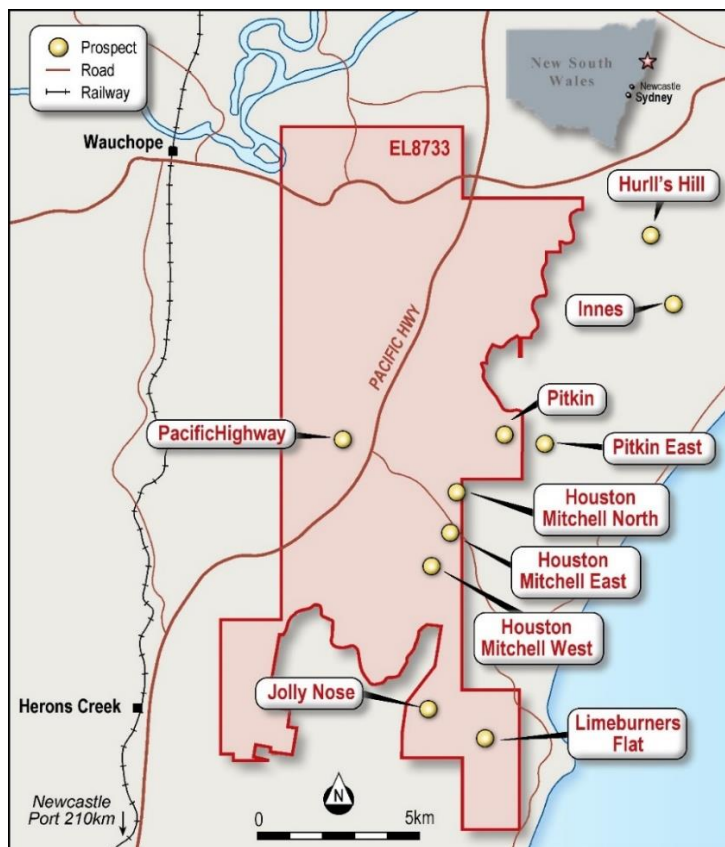 Prospect
Road
Railway
New South
Wales
Newcastle
Sydney
Wauchope
EL8733
Hurll's Hill
Innes
PACIFIC HWY
PacificHighway
Pitkin
Pitkin East
Houston
Mitchell North
Houston
Mitchell East
Houston
Mitchell West
Jolly Nose
Herons Creek
Limeburners
Flat
Newcastle
Port 210km
N
0
5km